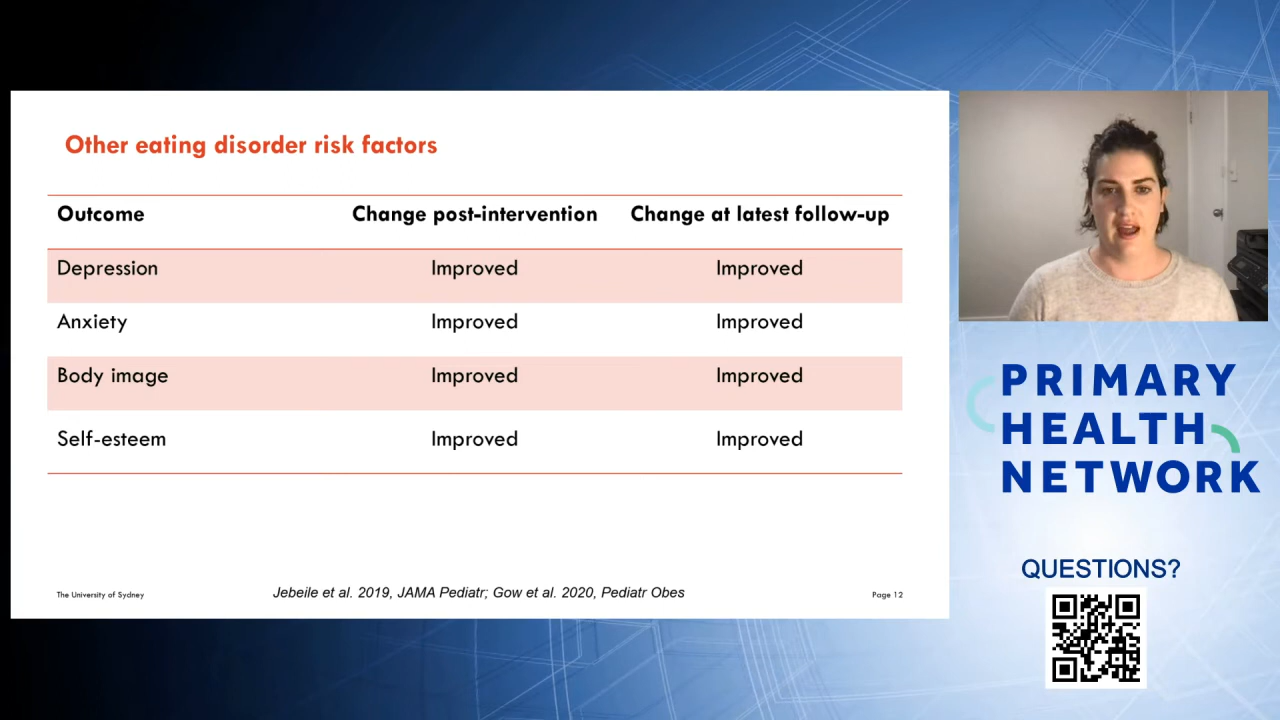 Other eating disorder risk factors
Outcome Change post-intervention Change at latest follow-up
Depression Improved Improved
Anxiety Improved Improved
Body image Improved Improved
Self-esteem Improved Improved
The University of Sydney Jebeile et al. 2019, JAMA Pediatr; Gow et al. 2020, Pediatr Obes Page 12
PRIMARY
HEALTH
NETWORK
QUESTIONS?